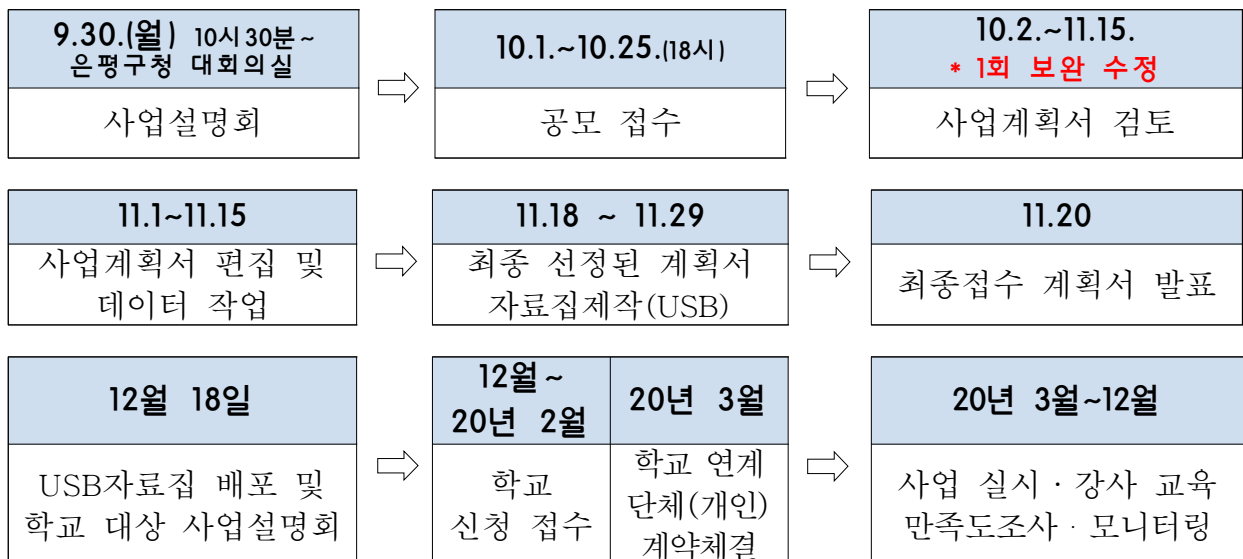 9.30.(월) 10시 30분~
은평구청 대회의실
사업설명회
10.1.~10.25.(18시)
공모 접수
10.2.~11.15.
* 1회 보완 수정
사업계획서 검토
11.1~11.15
사업계획서 편집 및
데이터 작업
11.18 ~ 11.29
최종 선정된 계획서
자료집제작(USB)
11.20
최종접수 계획서 발표
12월 18일
USB자료집 배포 및
학교 대상 사업설명회
12월~
20년 2월
학교
신청 접수
20년 3월
학교 연계
단체(개인)
계약체결
20년 3월~12월
사업 실시·강사 교육
만족도조사·모니터링